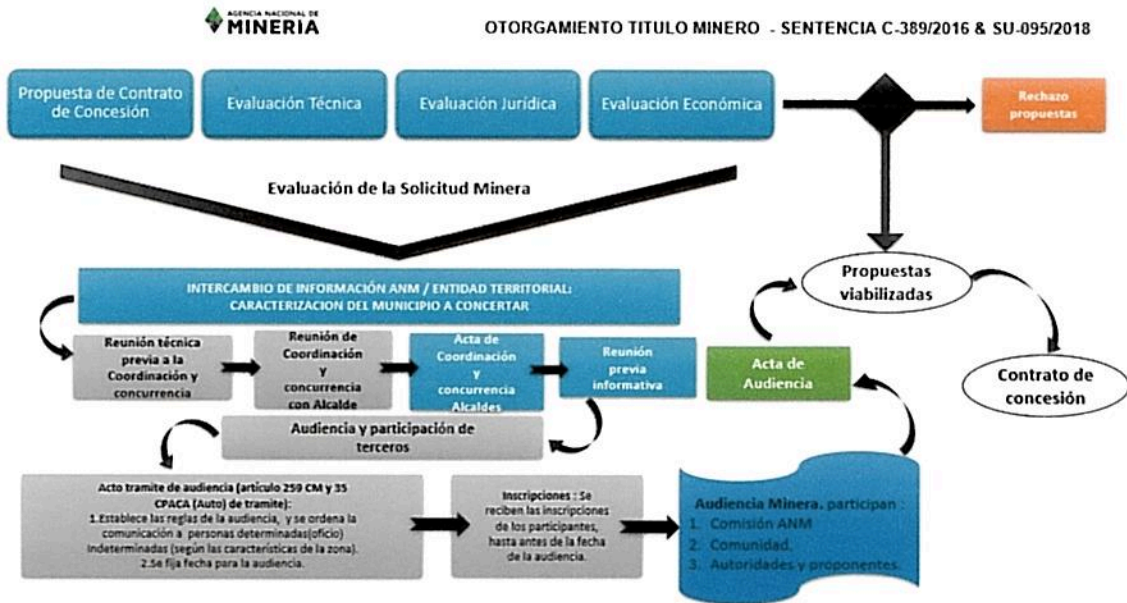 AGENCIA NACIONAL DE
MINERIA
OTORGAMIENTO TITULO MINERO - SENTENCIA C-389/2016 & SU-095/2018
Propuesta de Contrato
de Concesión
Evaluación Técnica
Evaluación Jurídica
Evaluación Económica
Rechazo
propuestas
Evaluación de la Solicitud Minera
INTERCAMBIO DE INFORMACIÓN ANM / ENTIDAD TERRITORIAL:
CARACTERIZACION DEL MUNICIPIO A CONCERTAR
Propuestas
viabilizadas
Reunión técnica
previa a la
Coordinación y
concurrencia
Reunión de
Coordinación
y
concurrencia
con Alcalde
Acta de
Coordinación
y
concurrencia
Alcaldes
Reunión
previa
informativa
Acta de
Audiencia
Contrato de
concesión
Audiencia y participación de
terceros
Acto tramite de audiencia (artículo 259 CM y 35
CPACA (Auto) de tramite):
1.Establece las reglas de la audiencia, y se ordena la
comunicación a personas determinadas(oficio)
Indeterminadas (según las características de la zona).
2.Se fija fecha para la audiencia.
Inscripciones : Se
reciben las inscripciones
de los participantes,
hasta antes de la fecha
de la audiencia.
Audiencia Minera. participan :
1. Comisión ANM
2. Comunidad.
3. Autoridades y proponentes.